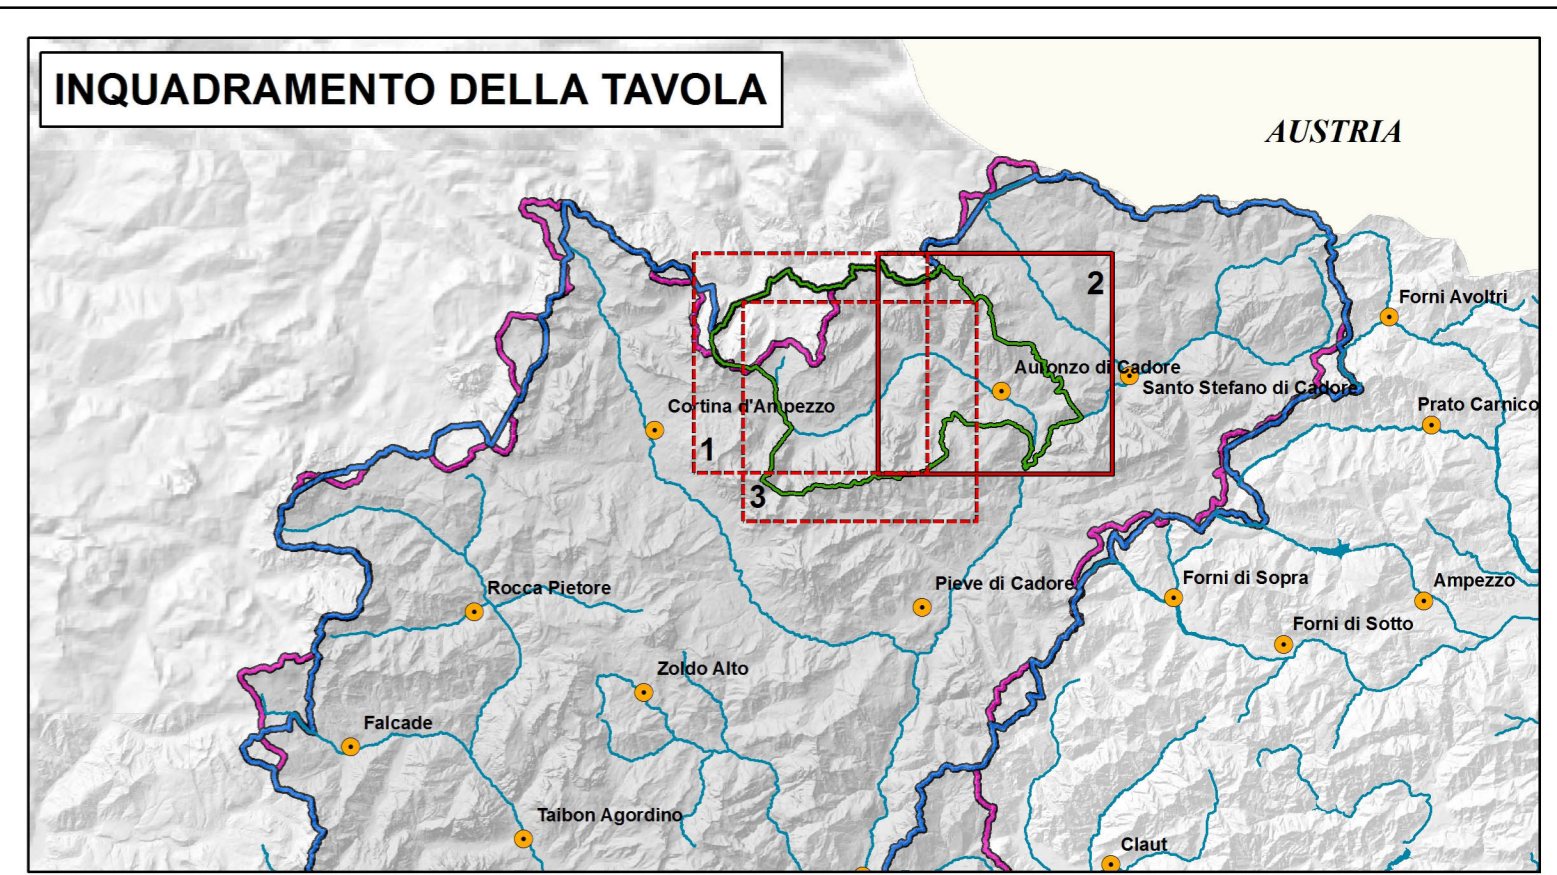 INQUADRAMENTO DELLA TAVOLA
AUSTRIA
2
Forni Avoltri
Auronzo di Cadore
Santo Stefano di Cadore
Cortina d'Ampezzo
Prato Carnico
1
3
Pieve di Cadore
Forni di Sopra
Ampezzo
Rocca Pietore
Forni di Sotto
Zoldo Alto
Falcade
Taibon Agordino
Claut